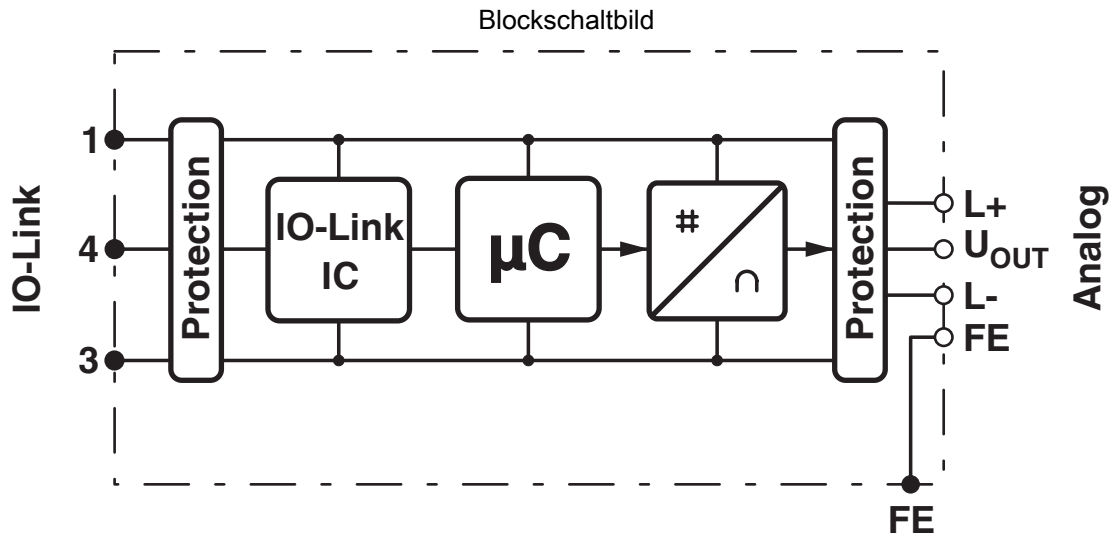 Blockschaltbild
IO-Link
1
4
3
Protection
IO-Link
IC
µC
#
∩
Protection
L+
UOUT
L-
FE
Analog
FE